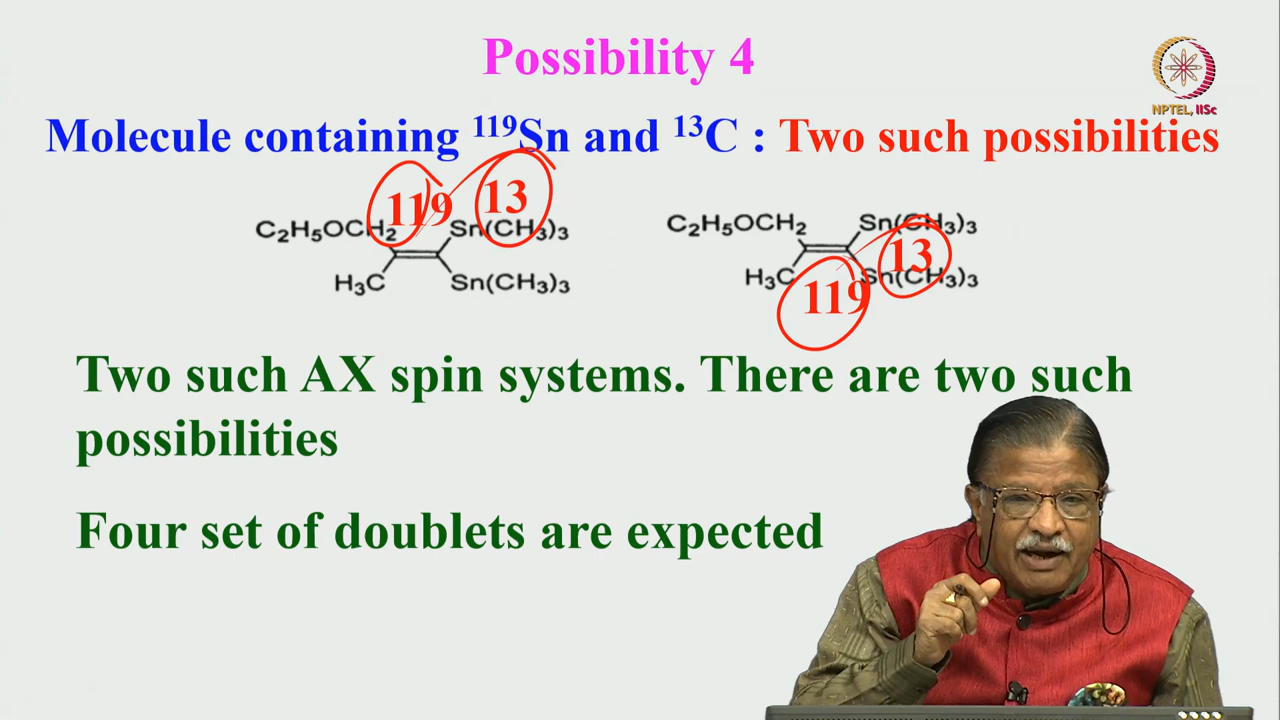 Possibility 4
NPTEL, IISc
Molecule containing ¹¹⁹Sn and ¹³C : Two such possibilities
119 13
C₂H₅OCH₂ Sn(CH₃)₃ C₂H₅OCH₂ Sn(CH₃)₃
13
H₃C Sn(CH₃)₃ H₃C Sn(CH₃)₃
119
Two such AX spin systems. There are two such
possibilities
Four set of doublets are expected